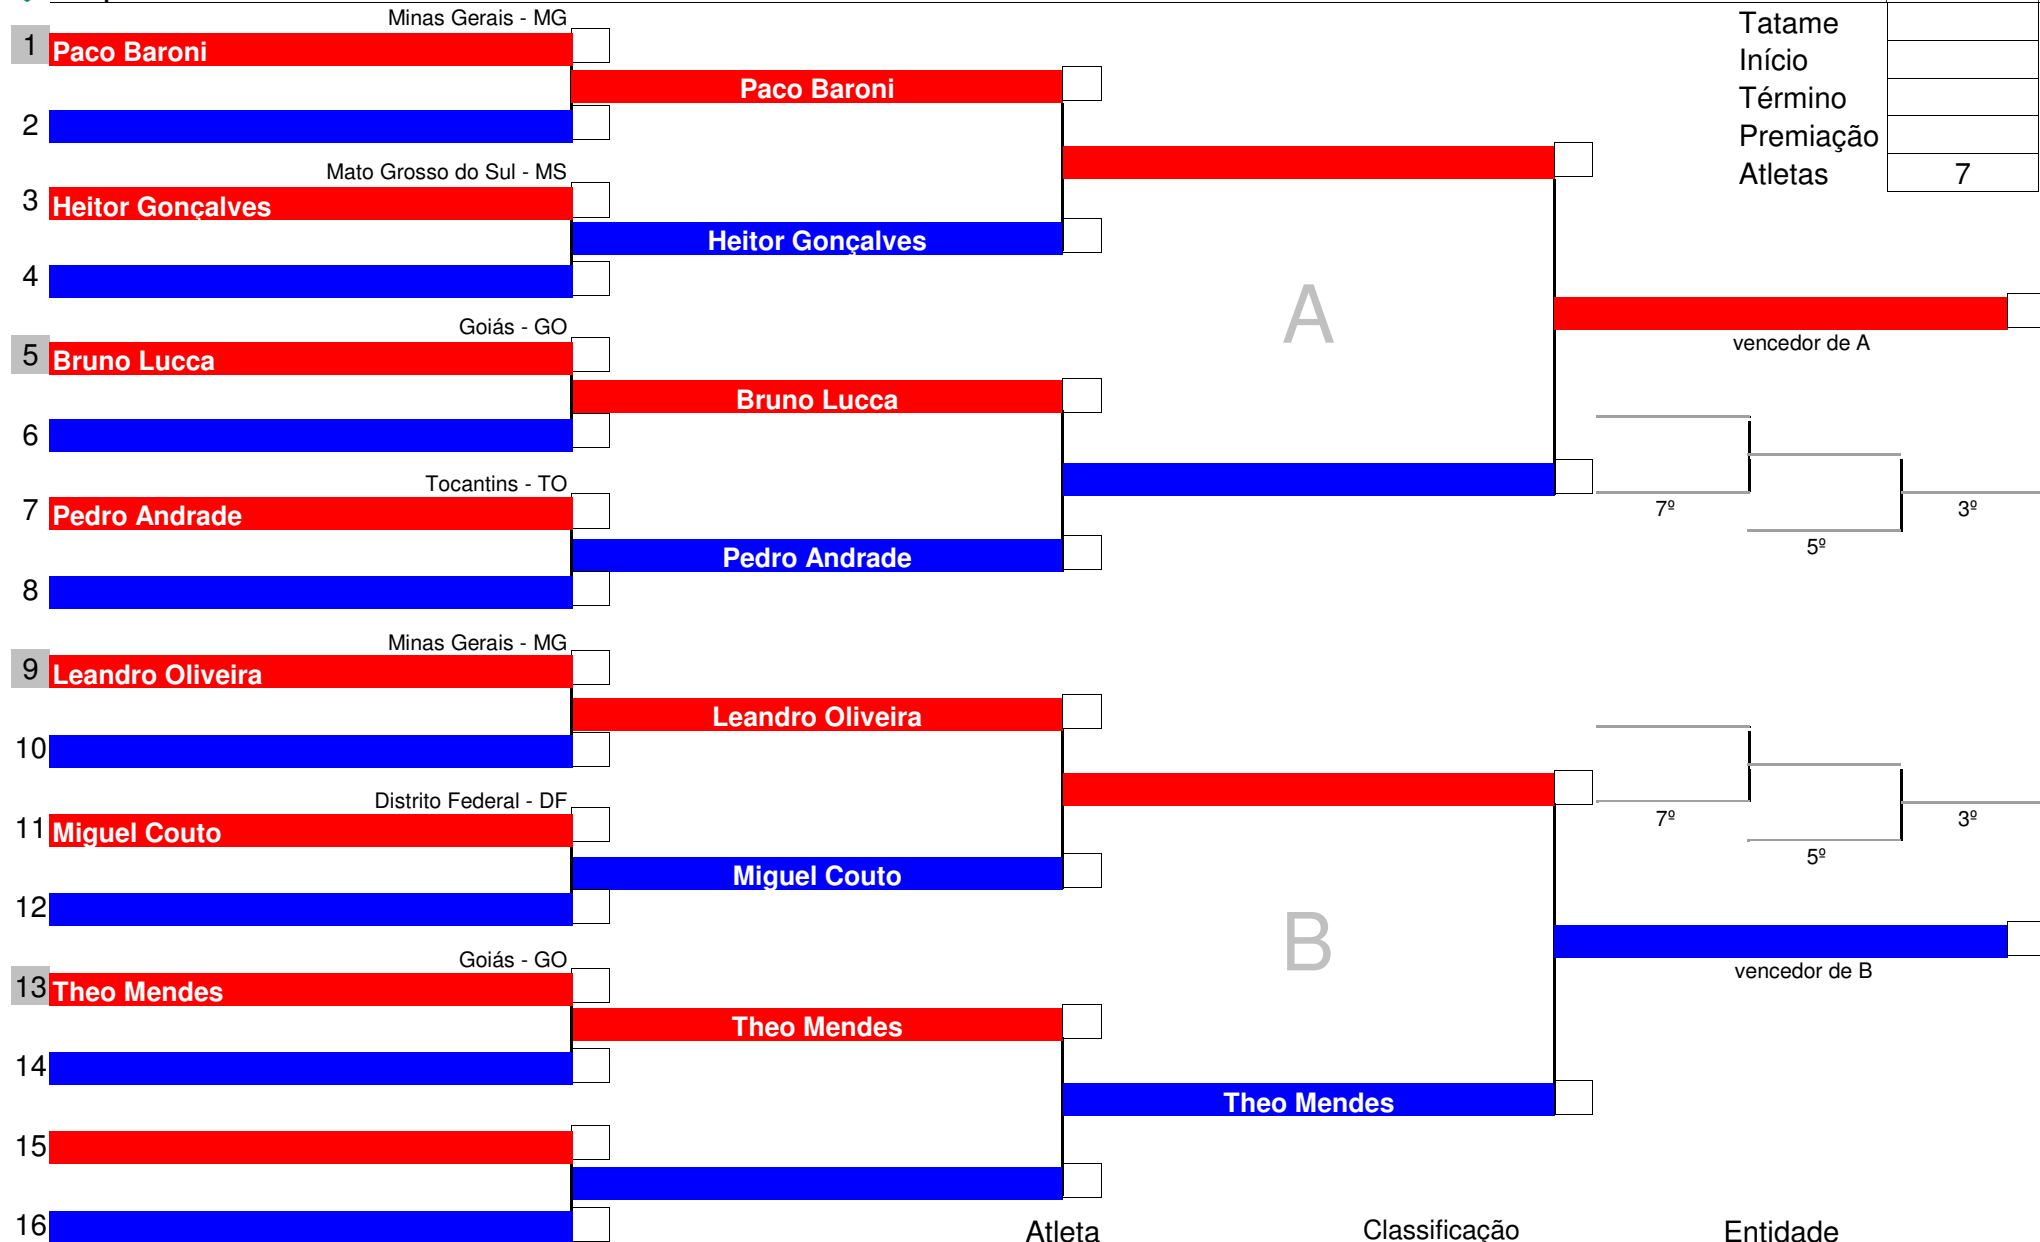 Minas Gerais - MG
Tatame
1 Paco Baroni
Início
Paco Baroni
Término
2
Premiação
Mato Grosso do Sul - MS
Atletas 7
3 Heitor Gonçalves
Heitor Gonçalves
4
A
Goiás - GO
vencedor de A
5 Bruno Lucca
Bruno Lucca
6
Tocantins - TO
7 Pedro Andrade
7º 3º
5º
Pedro Andrade
8
Minas Gerais - MG
9 Leandro Oliveira
Leandro Oliveira
10
Distrito Federal - DF
7º 3º
11 Miguel Couto
5º
Miguel Couto
12
B
Goiás - GO
vencedor de B
13 Theo Mendes
Theo Mendes
14
Theo Mendes
15
16
Atleta Classificação Entidade